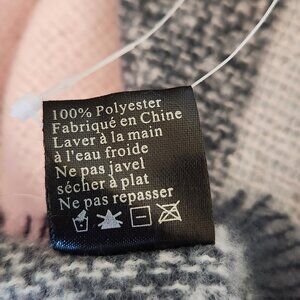 100% Polyester
Fabriqué en Chine
Laver à la main
à l'eau froide
Ne pas javel
sécher à plat
Ne pas repasser